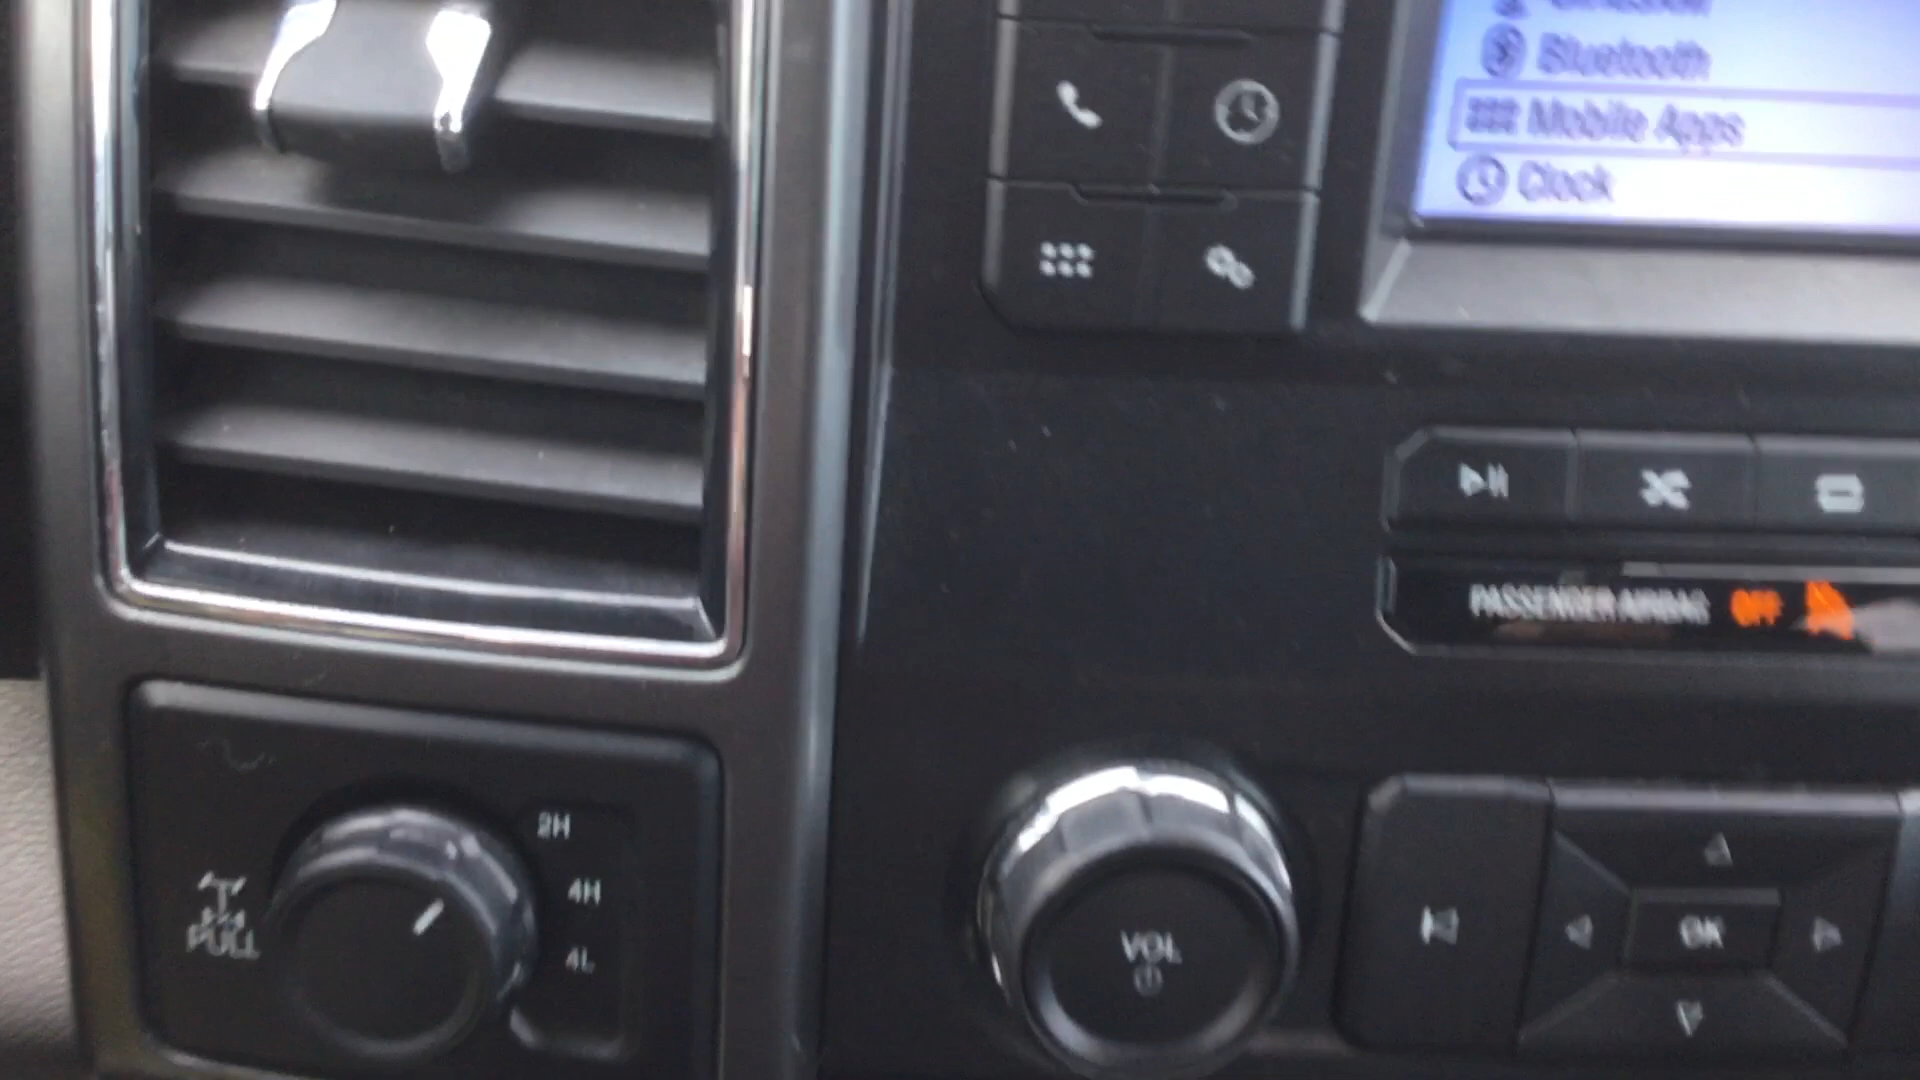 Bluetooth
Mobile Apps
Clock
PASSENGER AIRBAG OFF
2H
4H
4L
PULL
VOL
OK